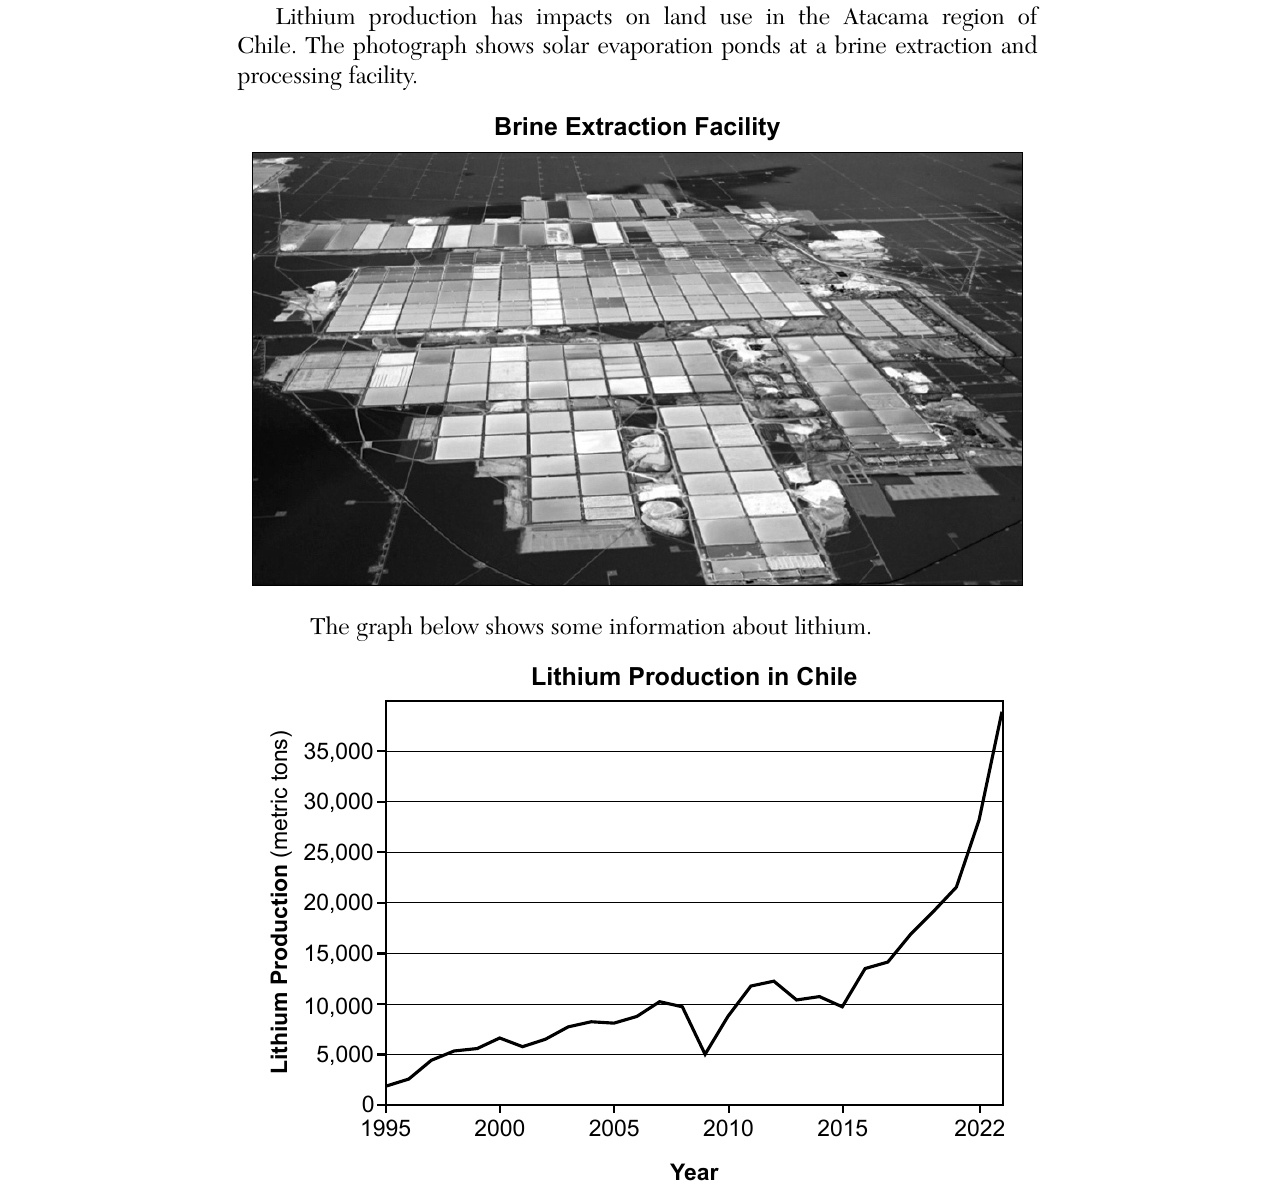 Lithium production has impacts on land use in the Atacama region of
Chile. The photograph shows solar evaporation ponds at a brine extraction and
processing facility.
Brine Extraction Facility
The graph below shows some information about lithium.
Lithium Production in Chile
Lithium Production (metric tons)
35,000
30,000
25,000
20,000
15,000
10,000
5,000
0
1995 2000 2005 2010 2015 2022
Year